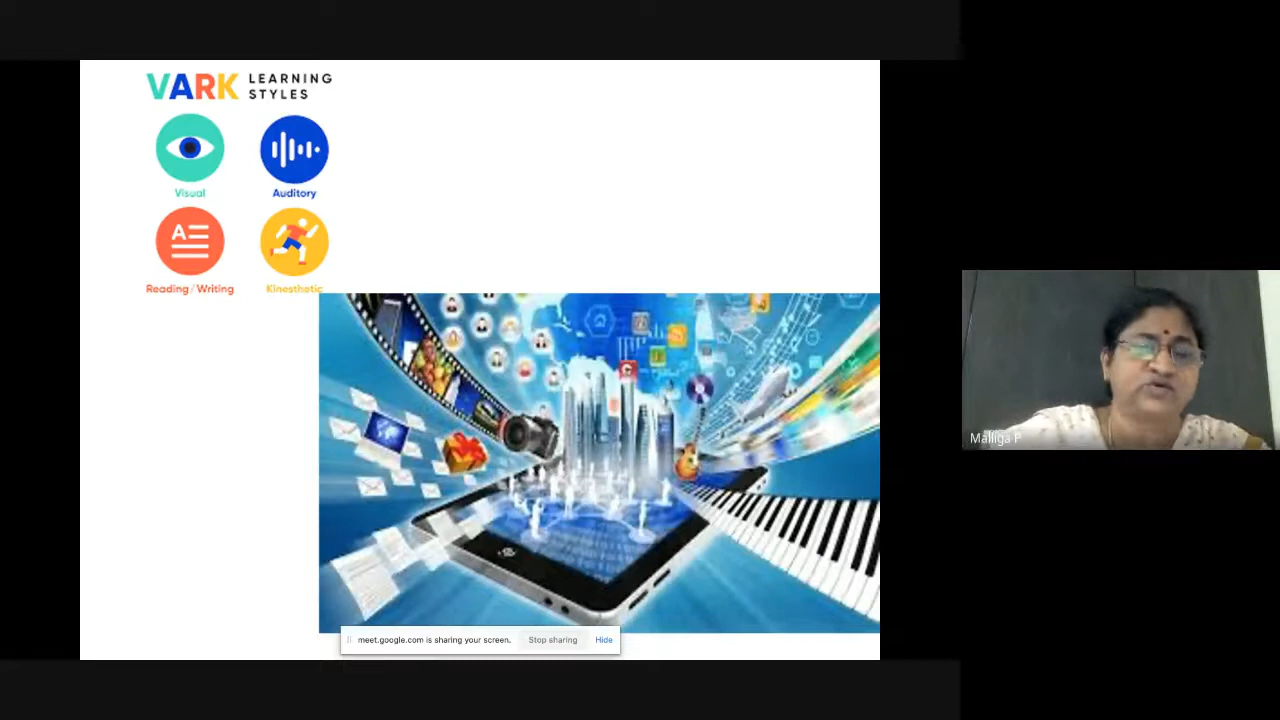 VARK LEARNING
STYLES
Visual
Auditory
A
Reading/Writing
Kinesthetic
Malliga P
meet.google.com is sharing your screen.
Stop sharing
Hide